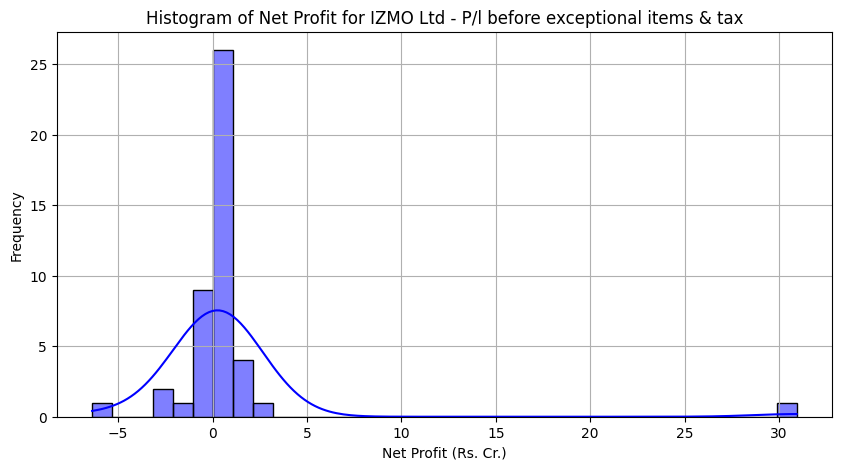 Histogram of Net Profit for IZMO Ltd - P/l before exceptional items & tax
25
20
15
10
5
0
Frequency
−5 0 5 10 15 20 25 30
Net Profit (Rs. Cr.)